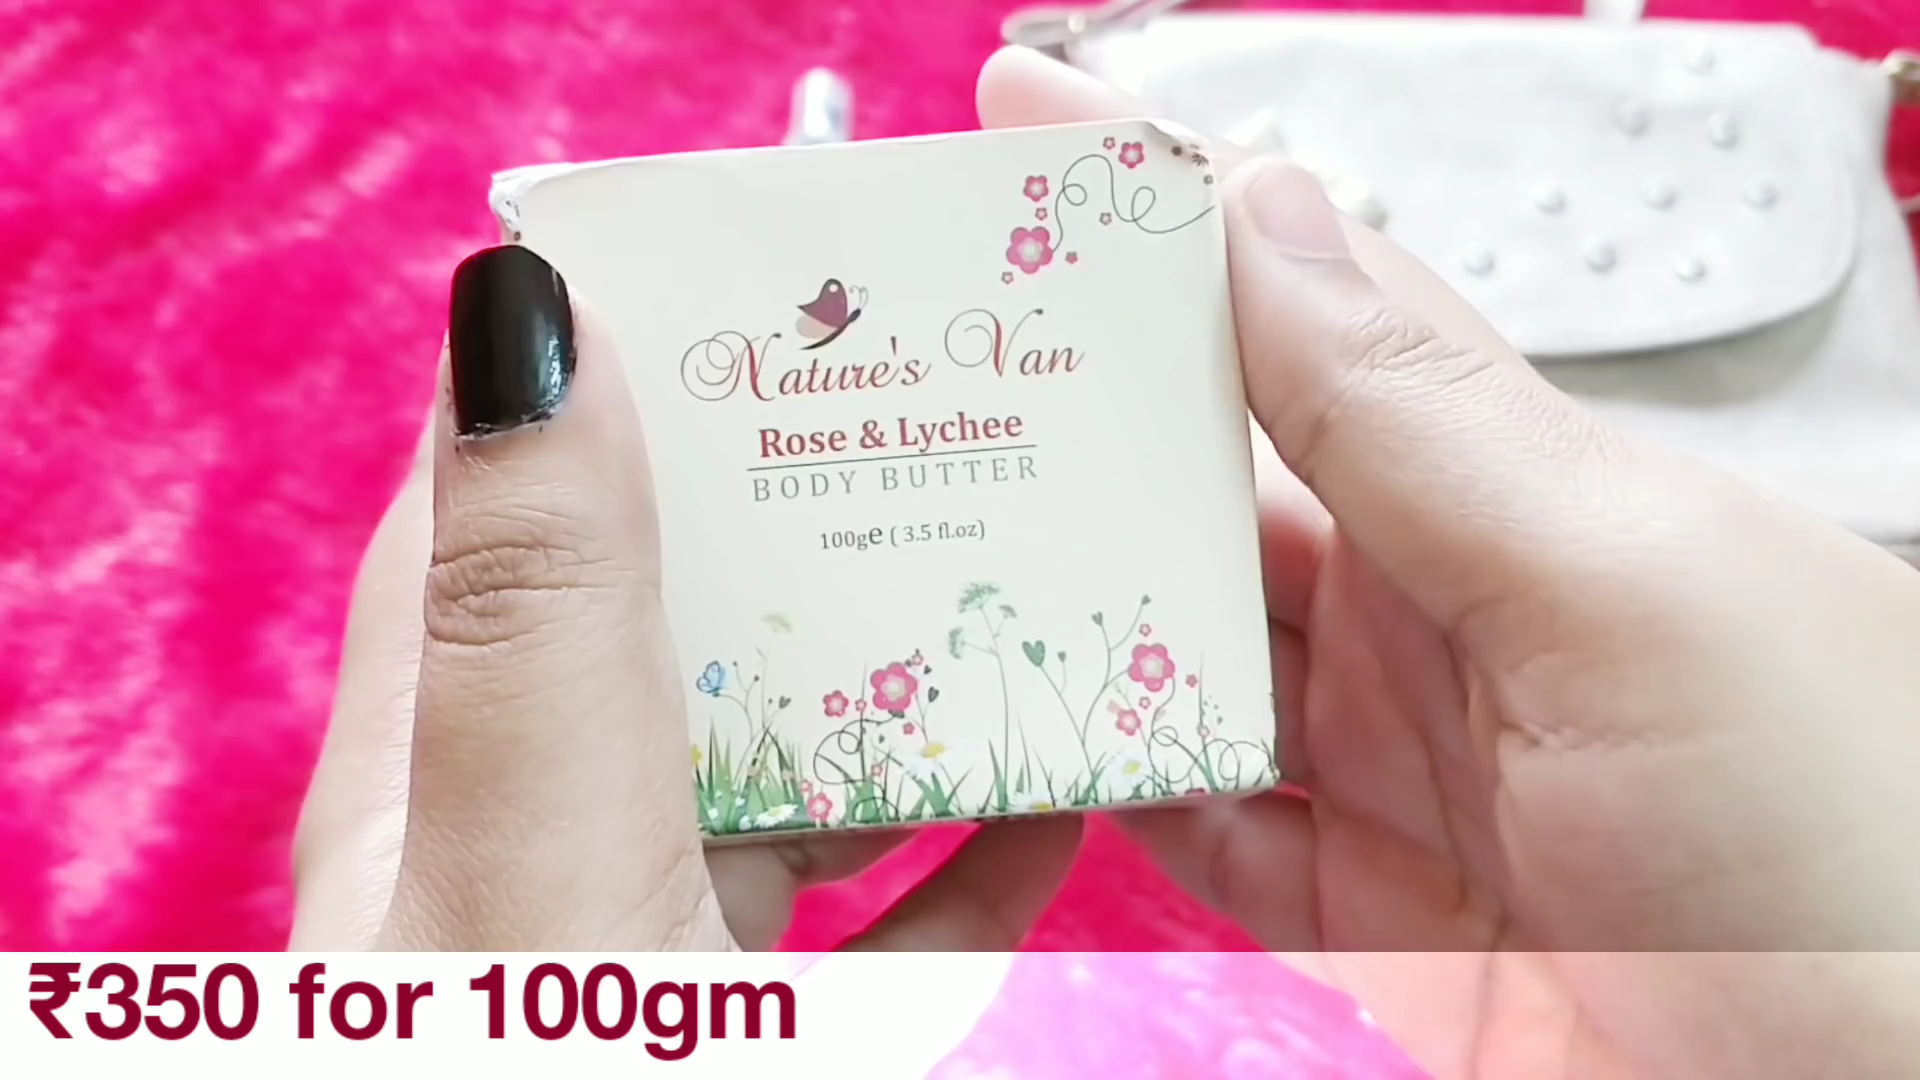 Nature's Van
Rose & Lychee
BODY BUTTER
100ge ( 3.5 fl.oz)
₹350 for 100gm